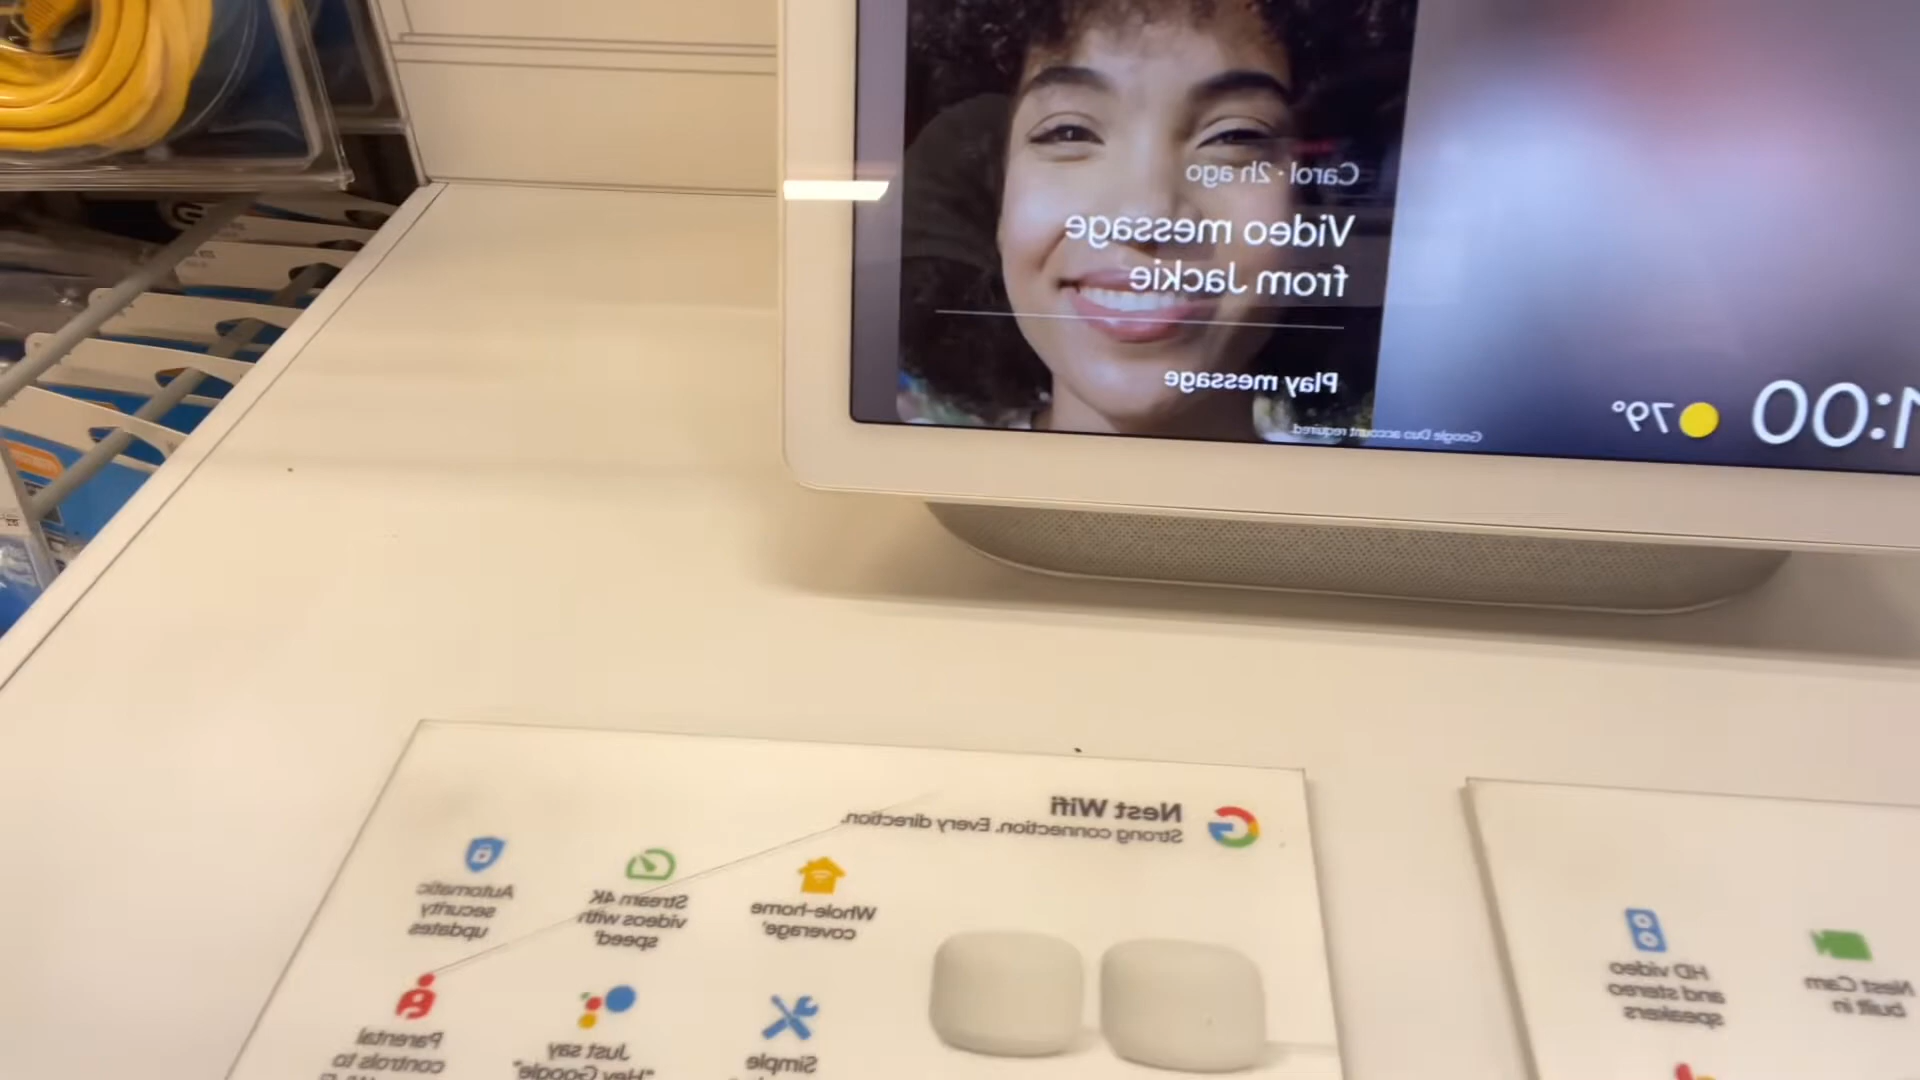 Carol · 2h ago
Video message
from Jackie
Play message
Google Duo account required.
1:00
79°
Nest Wifi
Strong connection. Every direction.
Whole-home
coverage
Stream 4K
videos with
speed
Automatic
security
updates
Simple
Just say
"Hey Google"
Parental
controls to
Nest Cam
built in
HD video
and stereo
speakers